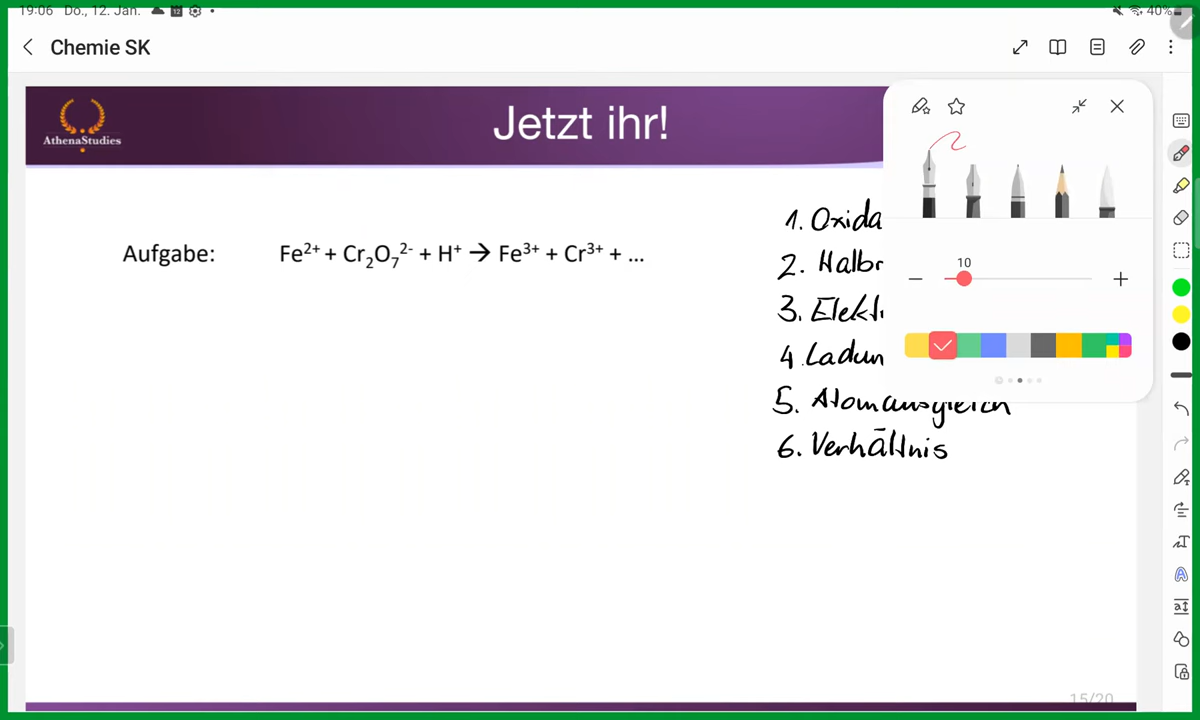 19:06 Do., 12. Jan.
40%
Chemie SK
AthenaStudies
Jetzt ihr!
Aufgabe: Fe²⁺ + Cr₂O₇²⁻ + H⁺ → Fe³⁺ + Cr³⁺ + ...
1. Oxida
2. Halbr
3. Elektr
4. Ladun
5. Atomausgleich
6. Verhältnis
10
15/20